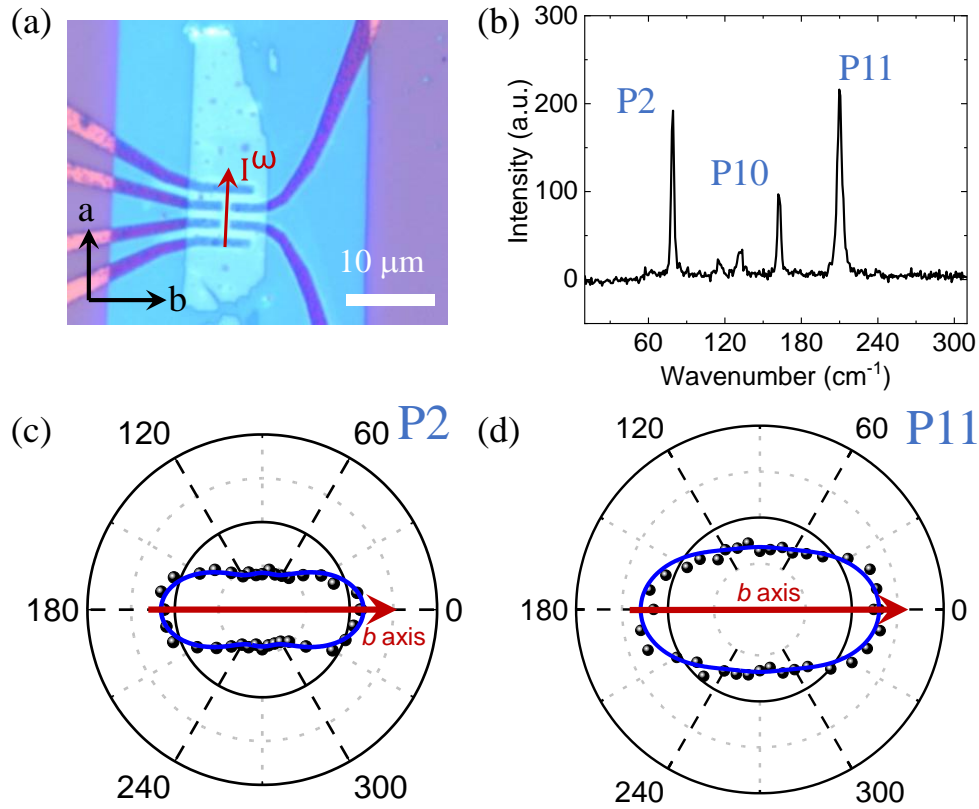 (a)
I^ω
a
b
10 μm
(b)
Intensity (a.u.)
300
200
100
0
P2
P10
P11
60 120 180 240 300
Wavenumber (cm⁻¹)
(c)
P2
120
60
180
0
b axis
240
300
(d)
P11
120
60
180
0
b axis
240
300